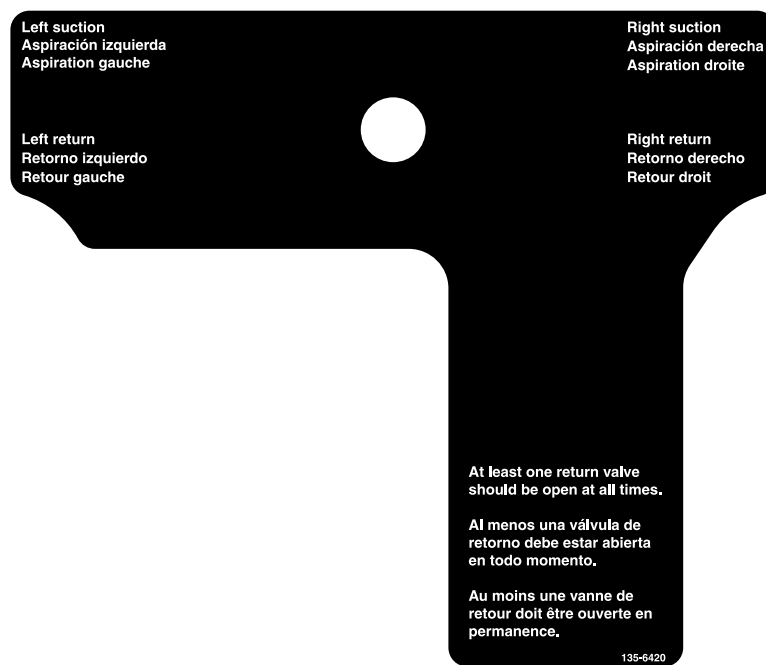 Left suction
Aspiración izquierda
Aspiration gauche
Right suction
Aspiración derecha
Aspiration droite
Left return
Retorno izquierdo
Retour gauche
Right return
Retorno derecho
Retour droit
At least one return valve
should be open at all times.
Al menos una válvula de
retorno debe estar abierta
en todo momento.
Au moins une vanne de
retour doit être ouverte en
permanence.
135-6420